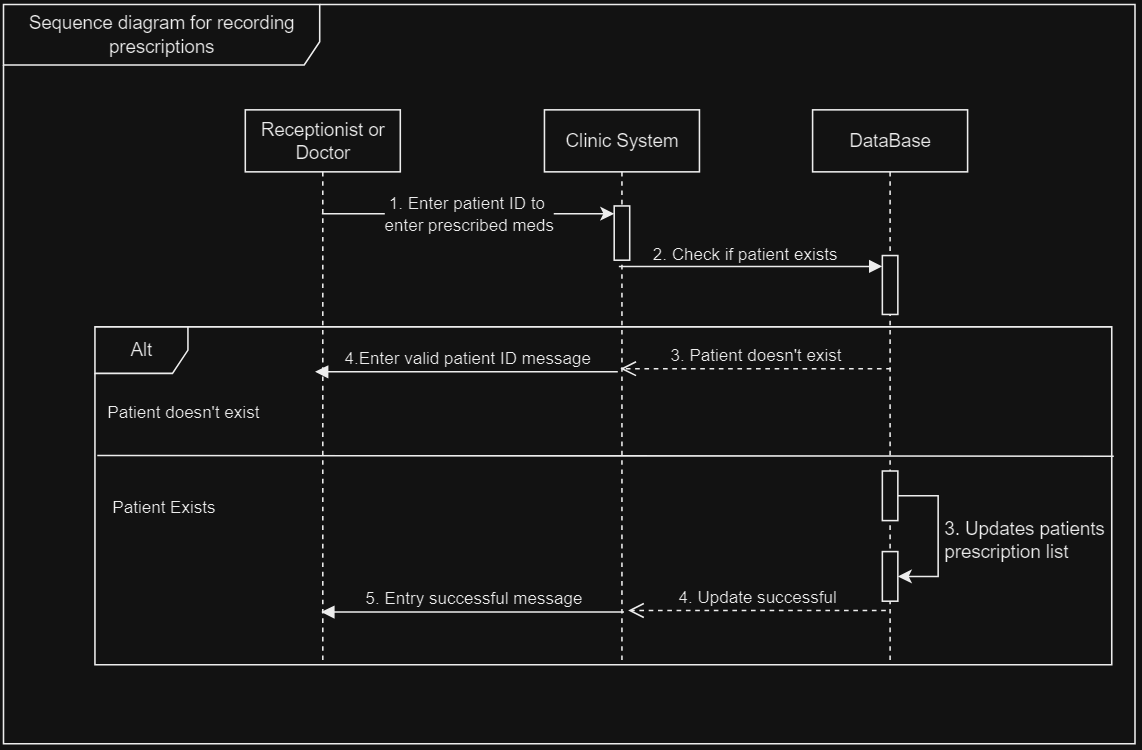 Sequence diagram for recording
prescriptions
Receptionist or
Doctor
Clinic System
DataBase
1. Enter patient ID to
enter prescribed meds
2. Check if patient exists
Alt
4.Enter valid patient ID message
3. Patient doesn't exist
Patient doesn't exist
Patient Exists
3. Updates patients
prescription list
5. Entry successful message
4. Update successful